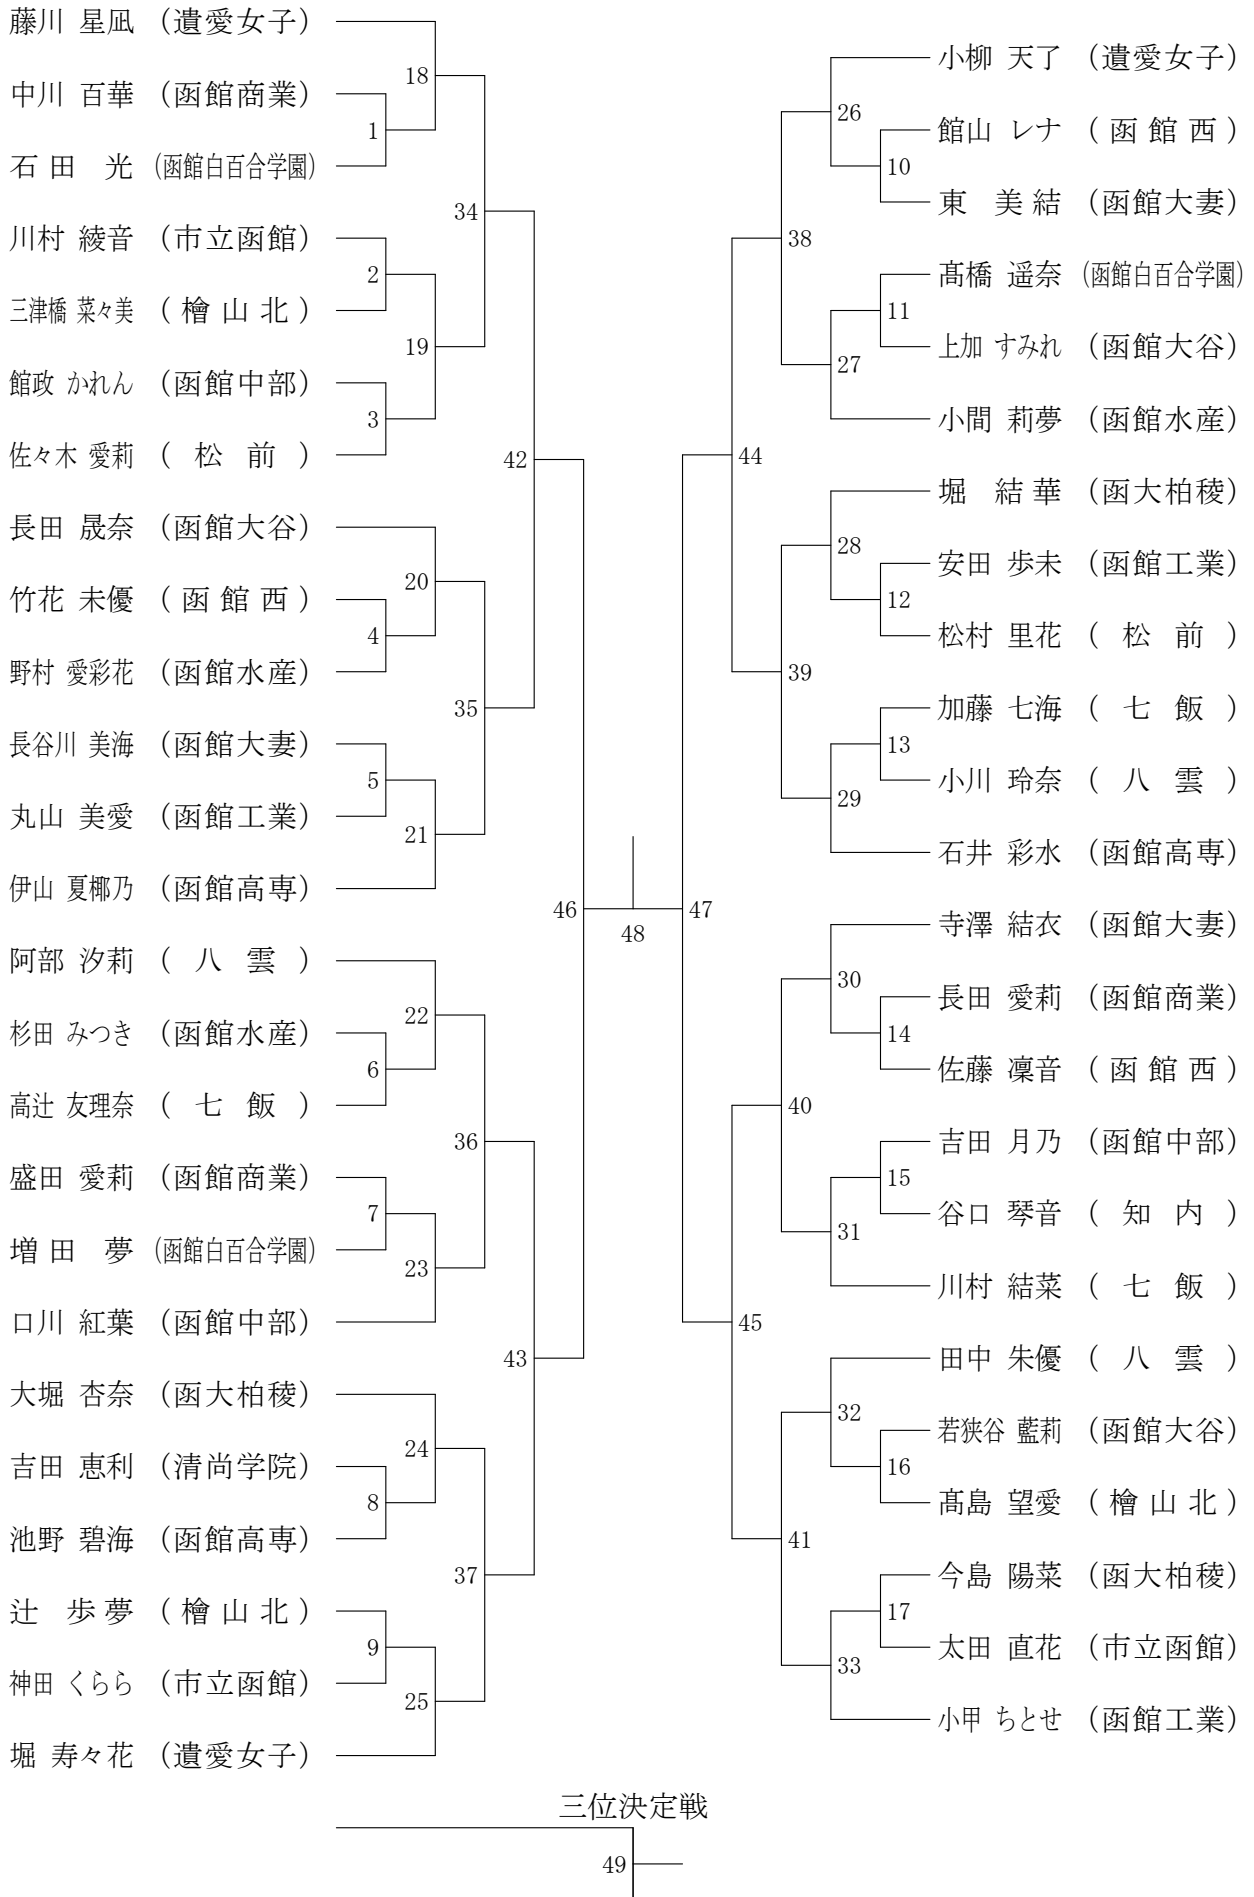 藤川 星凪 （遺愛女子）
中川 百華 （函館商業）
石田 光 （函館白百合学園）
川村 綾音 （市立函館）
三津橋 菜々美 （檜山北）
館政 かれん （函館中部）
佐々木 愛莉 （松前）
長田 晟奈 （函館大谷）
竹花 未優 （函館西）
野村 愛彩花 （函館水産）
長谷川 美海 （函館大妻）
丸山 美愛 （函館工業）
伊山 夏椰乃 （函館高専）
阿部 汐莉 （八雲）
杉田 みつき （函館水産）
高辻 友理奈 （七飯）
盛田 愛莉 （函館商業）
増田 夢 （函館白百合学園）
口川 紅葉 （函館中部）
大堀 杏奈 （函大柏稜）
吉田 恵利 （清尚学院）
池野 碧海 （函館高専）
辻 歩夢 （檜山北）
神田 くらら （市立函館）
堀 寿々花 （遺愛女子）
1
2
3
4
5
6
7
8
9
18
19
20
21
22
23
24
25
34
35
36
37
42
43
46
48
47
44
45
38
39
40
41
26
27
28
29
30
31
32
33
10
11
12
13
14
15
16
17
小柳 天了 （遺愛女子）
館山 レナ （函館西）
東 美結 （函館大妻）
髙橋 遥奈 （函館白百合学園）
上加 すみれ （函館大谷）
小間 莉夢 （函館水産）
堀 結華 （函大柏稜）
安田 歩未 （函館工業）
松村 里花 （松前）
加藤 七海 （七飯）
小川 玲奈 （八雲）
石井 彩水 （函館高専）
寺澤 結衣 （函館大妻）
長田 愛莉 （函館商業）
佐藤 凜音 （函館西）
吉田 月乃 （函館中部）
谷口 琴音 （知内）
川村 結菜 （七飯）
田中 朱優 （八雲）
若狭谷 藍莉 （函館大谷）
髙島 望愛 （檜山北）
今島 陽菜 （函大柏稜）
太田 直花 （市立函館）
小甲 ちとせ （函館工業）
三位決定戦
49